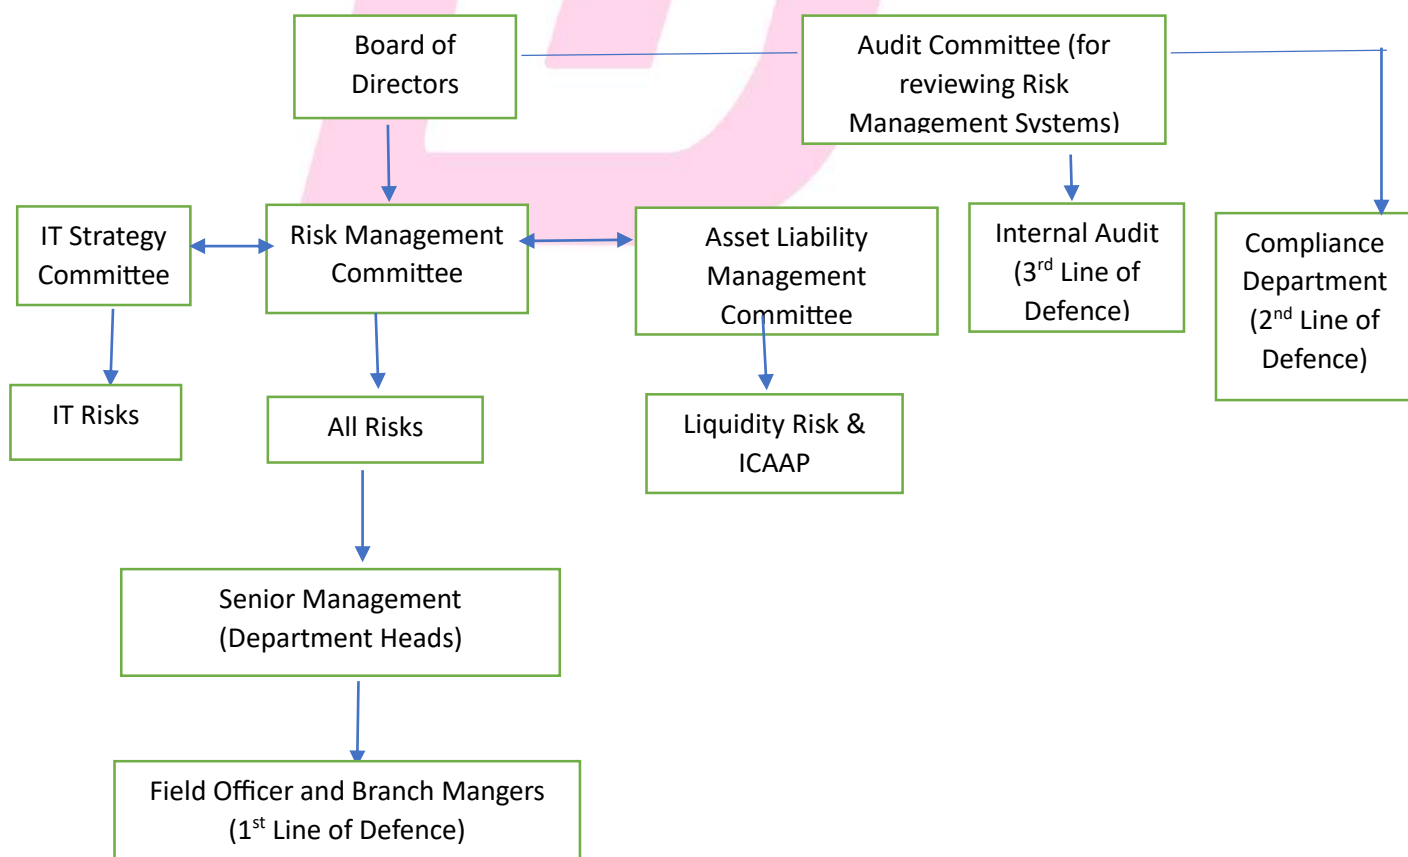 Board of
Directors
Audit Committee (for
reviewing Risk
Management Systems)
IT Strategy
Committee
Risk Management
Committee
Asset Liability
Management
Committee
Internal Audit
(3rd Line of
Defence)
Compliance
Department
(2nd Line of
Defence)
IT Risks
All Risks
Liquidity Risk &
ICAAP
Senior Management
(Department Heads)
Field Officer and Branch Mangers
(1st Line of Defence)